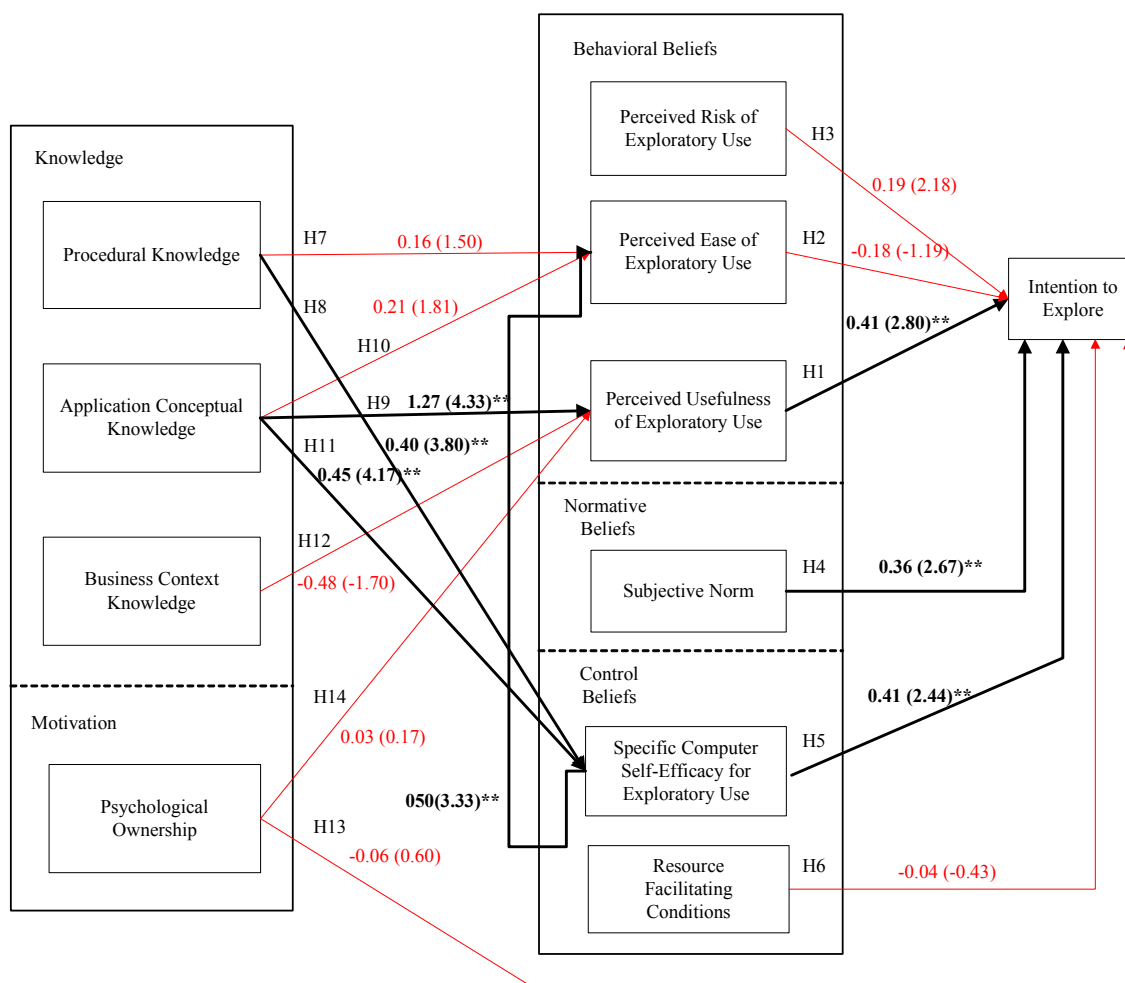 Knowledge
Procedural Knowledge
Application Conceptual
Knowledge
Business Context
Knowledge
Motivation
Psychological
Ownership
H7
0.16 (1.50)
H8
0.21 (1.81)
H10
H9
1.27 (4.33)**
H11
0.40 (3.80)**
0.45 (4.17)**
H12
-0.48 (-1.70)
H14
0.03 (0.17)
050(3.33)**
H13
-0.06 (0.60)
Behavioral Beliefs
Perceived Risk of
Exploratory Use
Perceived Ease of
Exploratory Use
Perceived Usefulness
of Exploratory Use
Normative
Beliefs
Subjective Norm
Control
Beliefs
Specific Computer
Self-Efficacy for
Exploratory Use
Resource
Facilitating
Conditions
H3
0.19 (2.18)
H2
-0.18 (-1.19)
Intention to
Explore
0.41 (2.80)**
H1
H4
0.36 (2.67)**
0.41 (2.44)**
H5
H6
-0.04 (-0.43)